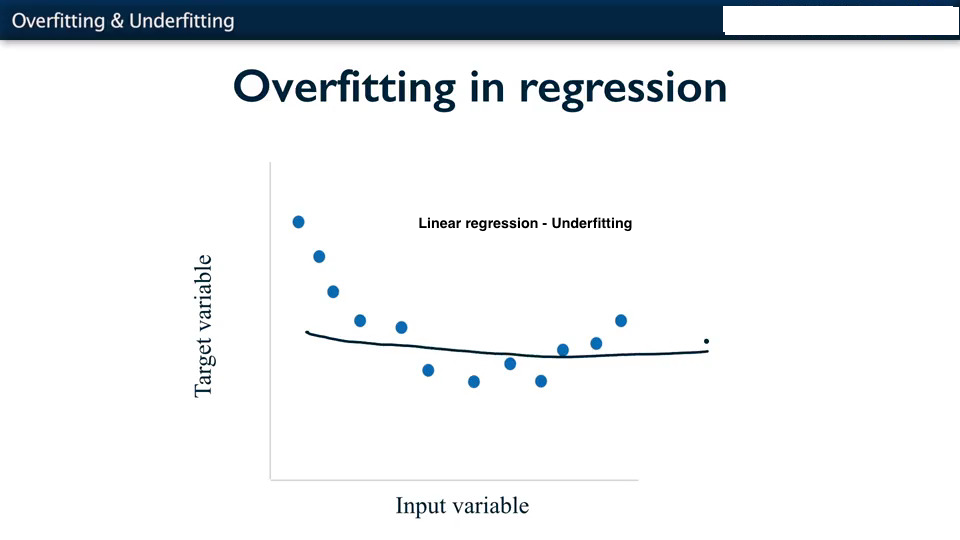 Overfitting & Underfitting
Overfitting in regression
Linear regression - Underfitting
Target variable
Input variable